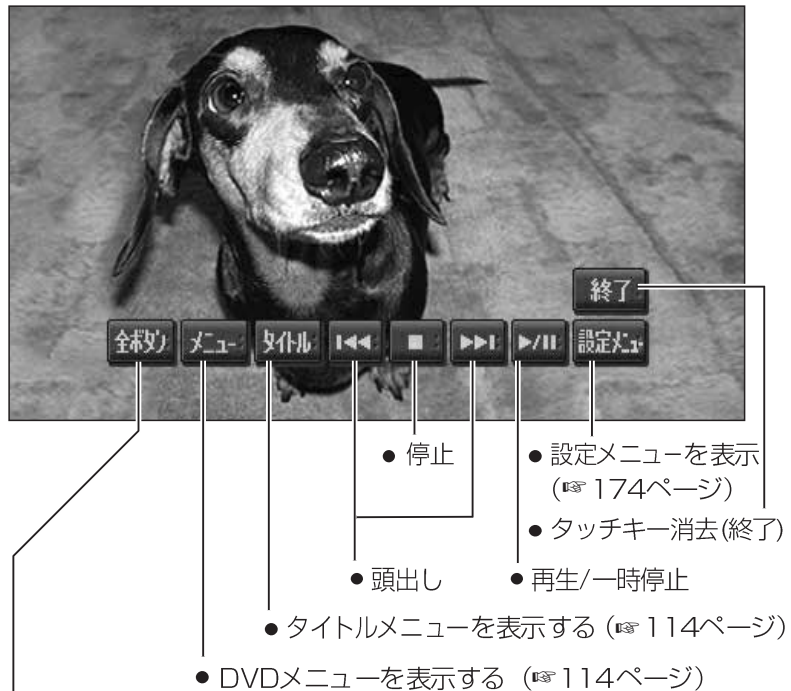 終了
全ボタン メニュー タイトル I◀◀ ■ ▶▶I ▶/II 設定メニュー
● 停止
● 設定メニューを表示
(☞ 174ページ)
● タッチキー消去(終了)
● 頭出し
● 再生/一時停止
● タイトルメニューを表示する (☞ 114ページ)
● DVDメニューを表示する (☞114ページ)